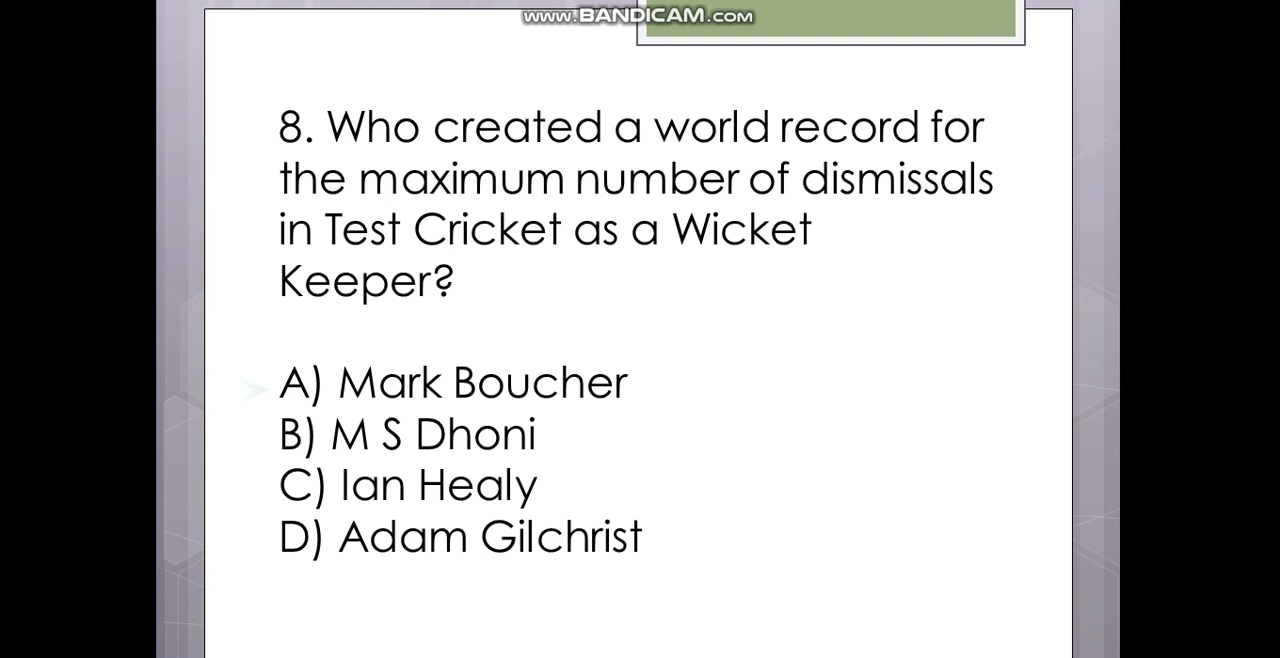 www.BANDICAM.com
8. Who created a world record for
the maximum number of dismissals
in Test Cricket as a Wicket
Keeper?
A) Mark Boucher
B) M S Dhoni
C) Ian Healy
D) Adam Gilchrist